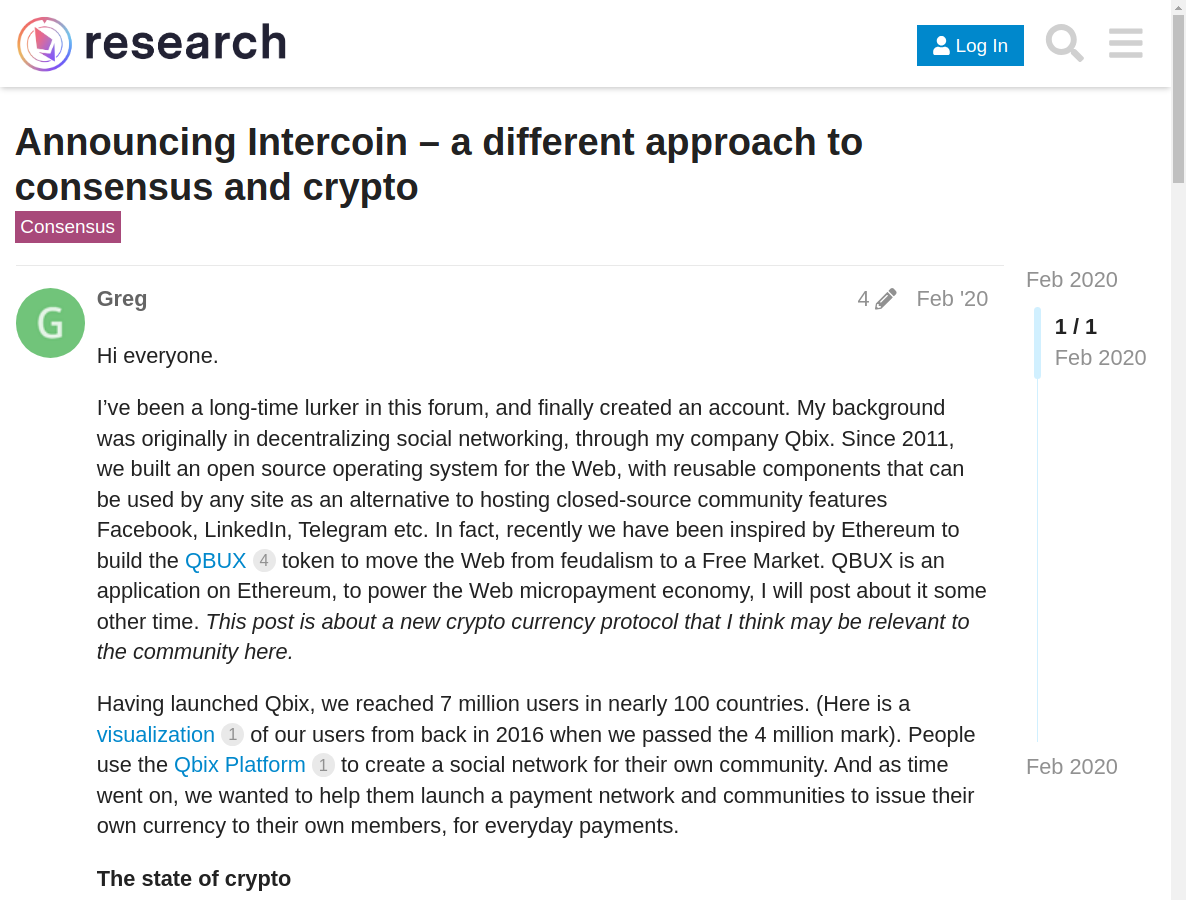 research
Log In
Announcing Intercoin – a different approach to
consensus and crypto
Consensus
Feb 2020
1 / 1
Feb 2020
Feb 2020
G
Greg
4
Feb '20
Hi everyone.
I’ve been a long-time lurker in this forum, and finally created an account. My background
was originally in decentralizing social networking, through my company Qbix. Since 2011,
we built an open source operating system for the Web, with reusable components that can
be used by any site as an alternative to hosting closed-source community features
Facebook, LinkedIn, Telegram etc. In fact, recently we have been inspired by Ethereum to
build the QBUX 4 token to move the Web from feudalism to a Free Market. QBUX is an
application on Ethereum, to power the Web micropayment economy, I will post about it some
other time. This post is about a new crypto currency protocol that I think may be relevant to
the community here.
Having launched Qbix, we reached 7 million users in nearly 100 countries. (Here is a
visualization 1 of our users from back in 2016 when we passed the 4 million mark). People
use the Qbix Platform 1 to create a social network for their own community. And as time
went on, we wanted to help them launch a payment network and communities to issue their
own currency to their own members, for everyday payments.
The state of crypto